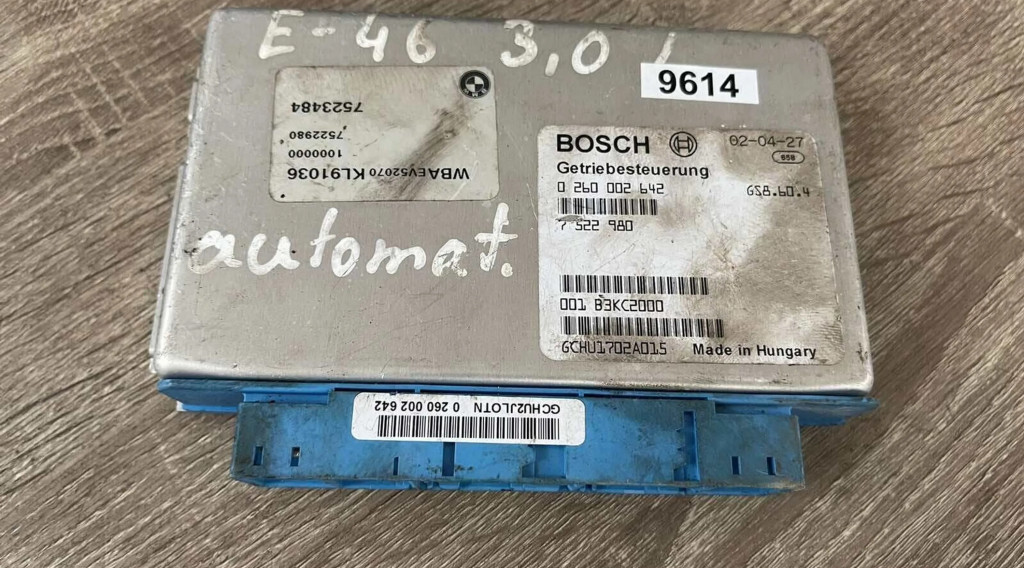 E-46 3,0 i
9614
7523484
7522980
1000000
WBAEV52070 KL91036
automat.
BOSCH 02-04-27
658
Getriebesteuerung
0 260 002 642 GS8.60.4
7 522 980
001 B3KC2000
GCHU1702A015 Made in Hungary
GCHU2JLOTN 0 260 002 642